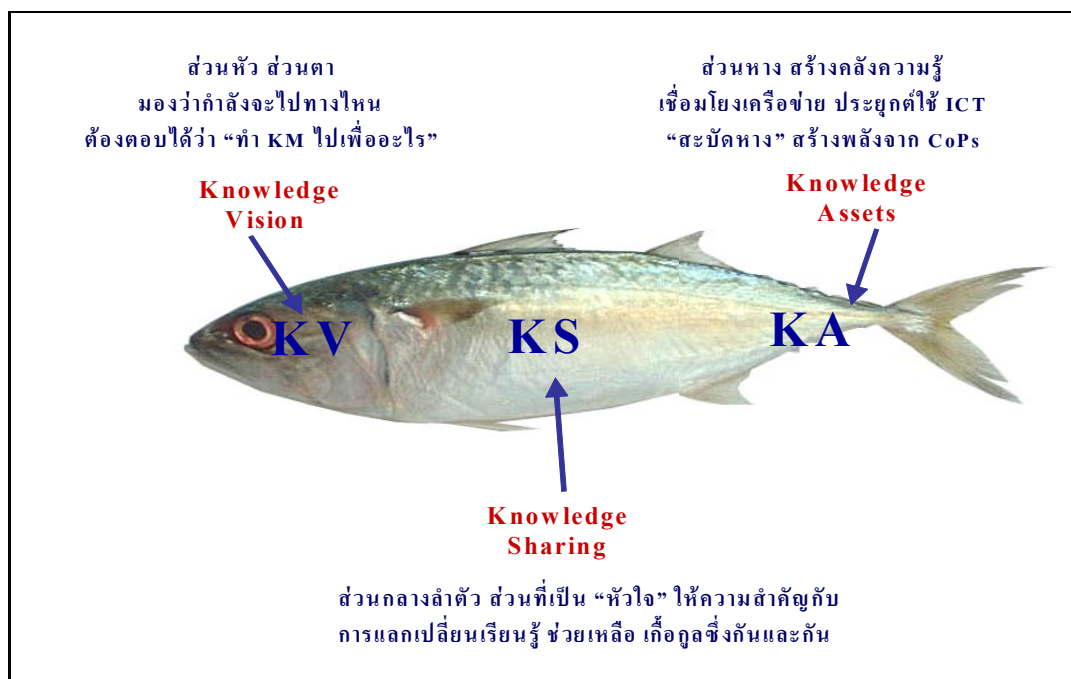 ส่วนหัว ส่วนตา
มองว่ากำลังจะไปทางไหน
ต้องตอบได้ว่า “ทำ KM ไปเพื่ออะไร”
Knowledge
Vision
ส่วนหาง สร้างคลังความรู้
เชื่อมโยงเครือข่าย ประยุกต์ใช้ ICT
“สะบัดหาง” สร้างพลังจาก CoPs
Knowledge
Assets
KV
KS
KA
Knowledge
Sharing
ส่วนกลางลำตัว ส่วนที่เป็น “หัวใจ” ให้ความสำคัญกับ
การแลกเปลี่ยนเรียนรู้ ช่วยเหลือ เกื้อกูลซึ่งกันและกัน